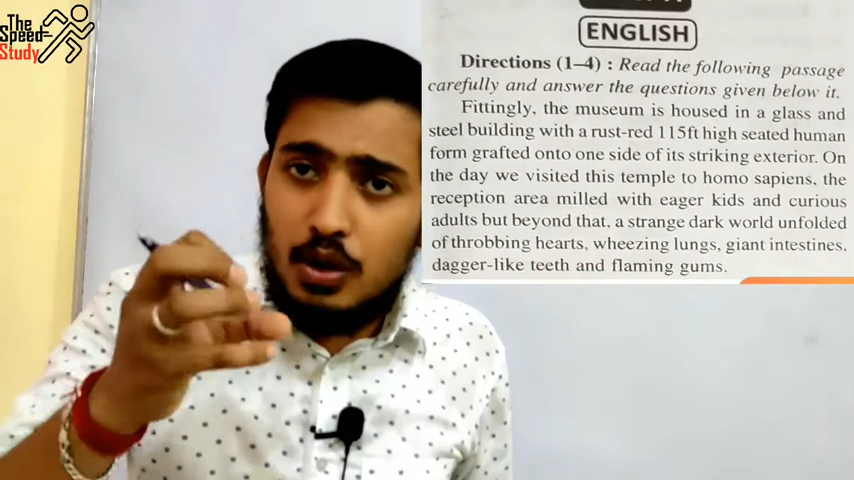 The
Speed
Study
ENGLISH
Directions (1–4) : Read the following passage
carefully and answer the questions given below it.
Fittingly, the museum is housed in a glass and
steel building with a rust-red 115ft high seated human
form grafted onto one side of its striking exterior. On
the day we visited this temple to homo sapiens, the
reception area milled with eager kids and curious
adults but beyond that, a strange dark world unfolded
of throbbing hearts, wheezing lungs, giant intestines,
dagger-like teeth and flaming gums.